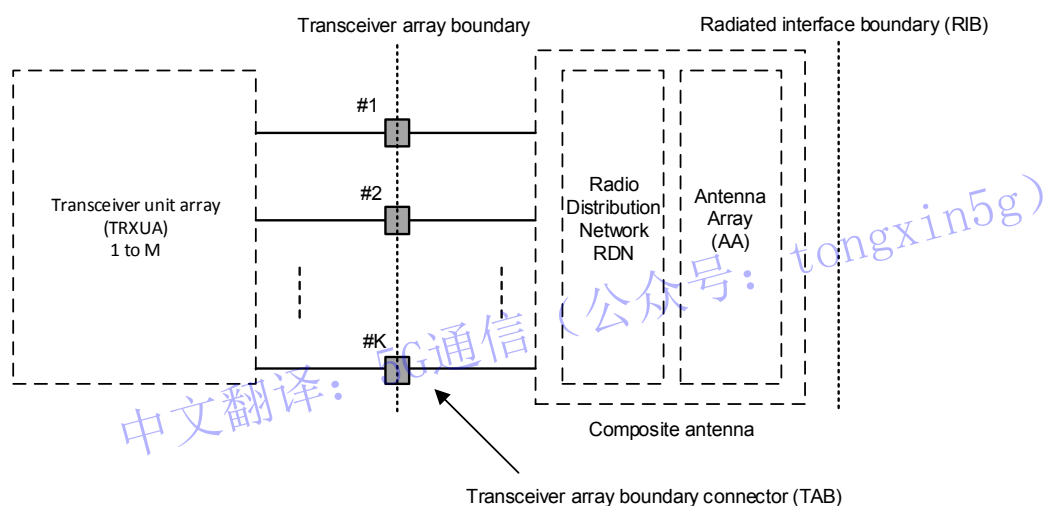 Transceiver array boundary
Radiated interface boundary (RIB)
#1
#2
#K
Transceiver unit array
(TRXUA)
1 to M
Radio
Distribution
Network
RDN
Antenna
Array
(AA)
Composite antenna
Transceiver array boundary connector (TAB)
中文翻译：5G通信（公众号：tongxin5g）